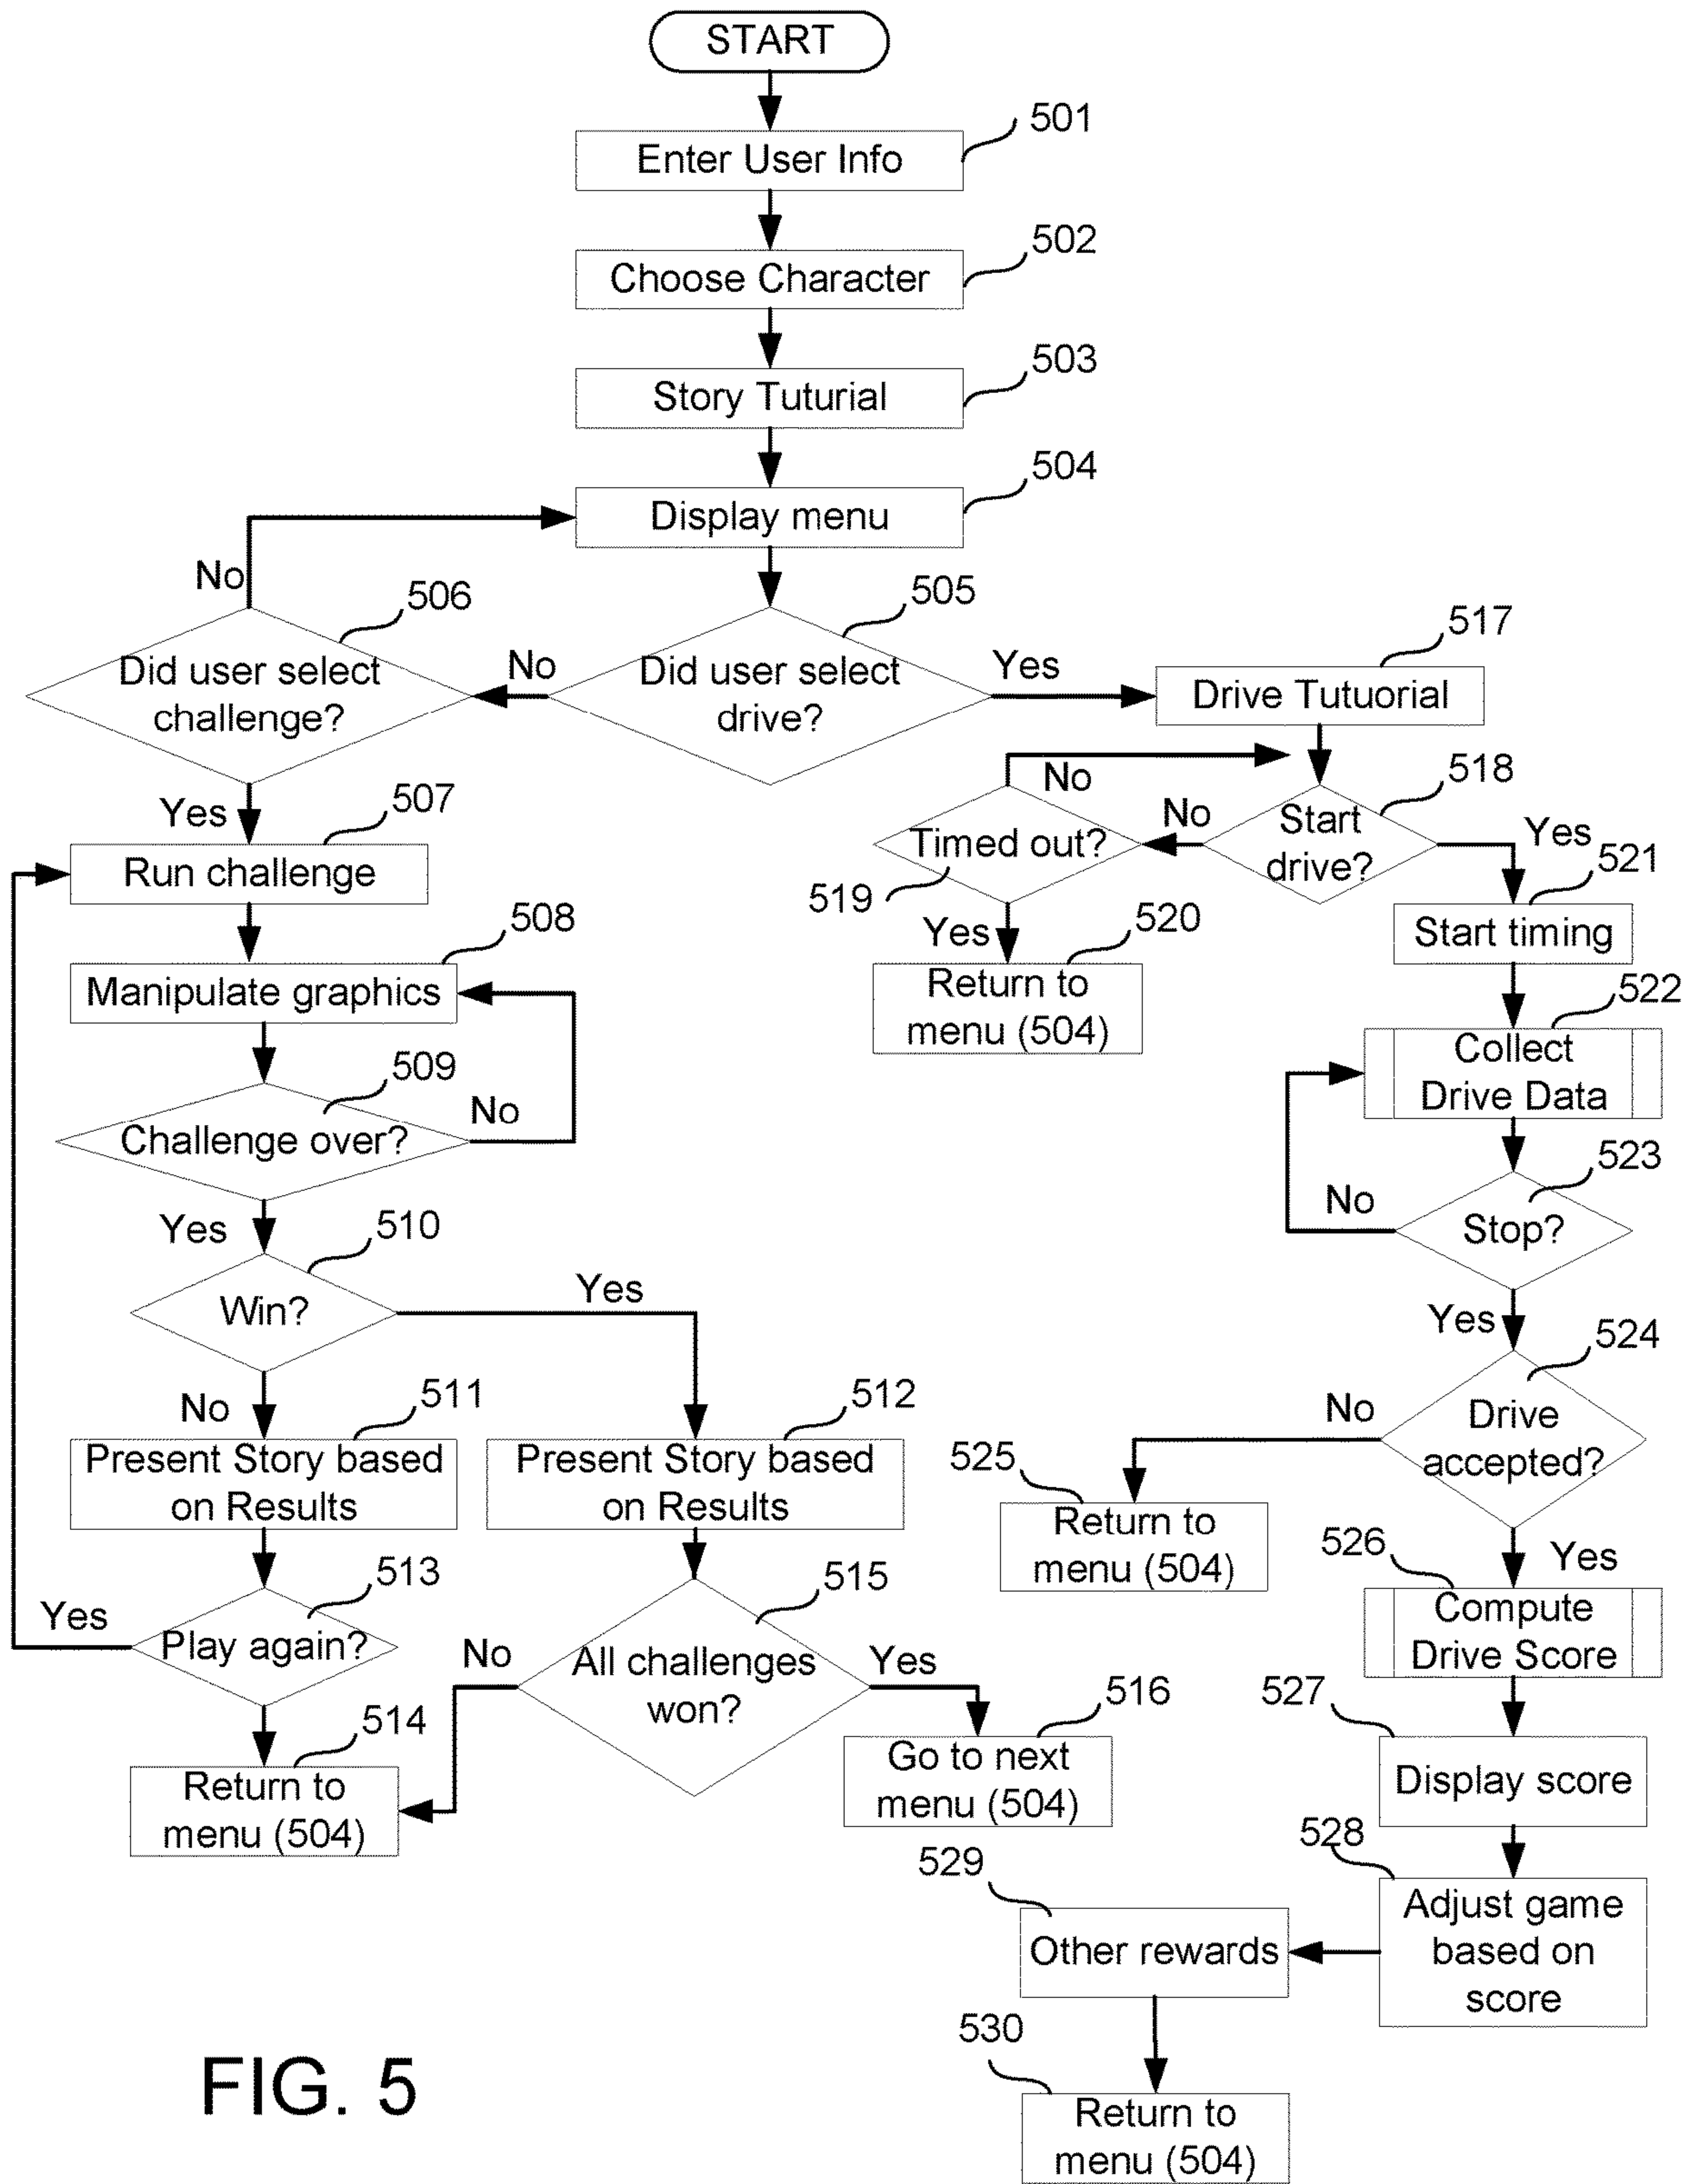 START
501
Enter User Info
502
Choose Character
503
Story Tuturial
504
Display menu
No
506
505
517
Did user select
challenge?
No
Did user select
drive?
Yes
Drive Tutuorial
No
518
Yes
507
Timed out?
No
Start
drive?
Yes
521
519
Run challenge
508
Yes
520
Start timing
Manipulate graphics
Return to
menu (504)
522
Collect
Drive Data
509
Challenge over?
No
523
No
Stop?
Yes
510
Win?
Yes
Yes
524
No
511
512
No
Drive
accepted?
Present Story based
on Results
Present Story based
on Results
525
Return to
menu (504)
526
Yes
513
515
Compute
Drive Score
Yes
Play again?
No
All challenges
won?
Yes
514
516
527
Return to
menu (504)
Go to next
menu (504)
Display score
528
529
Other rewards
Adjust game
based on
score
530
Return to
menu (504)
FIG. 5